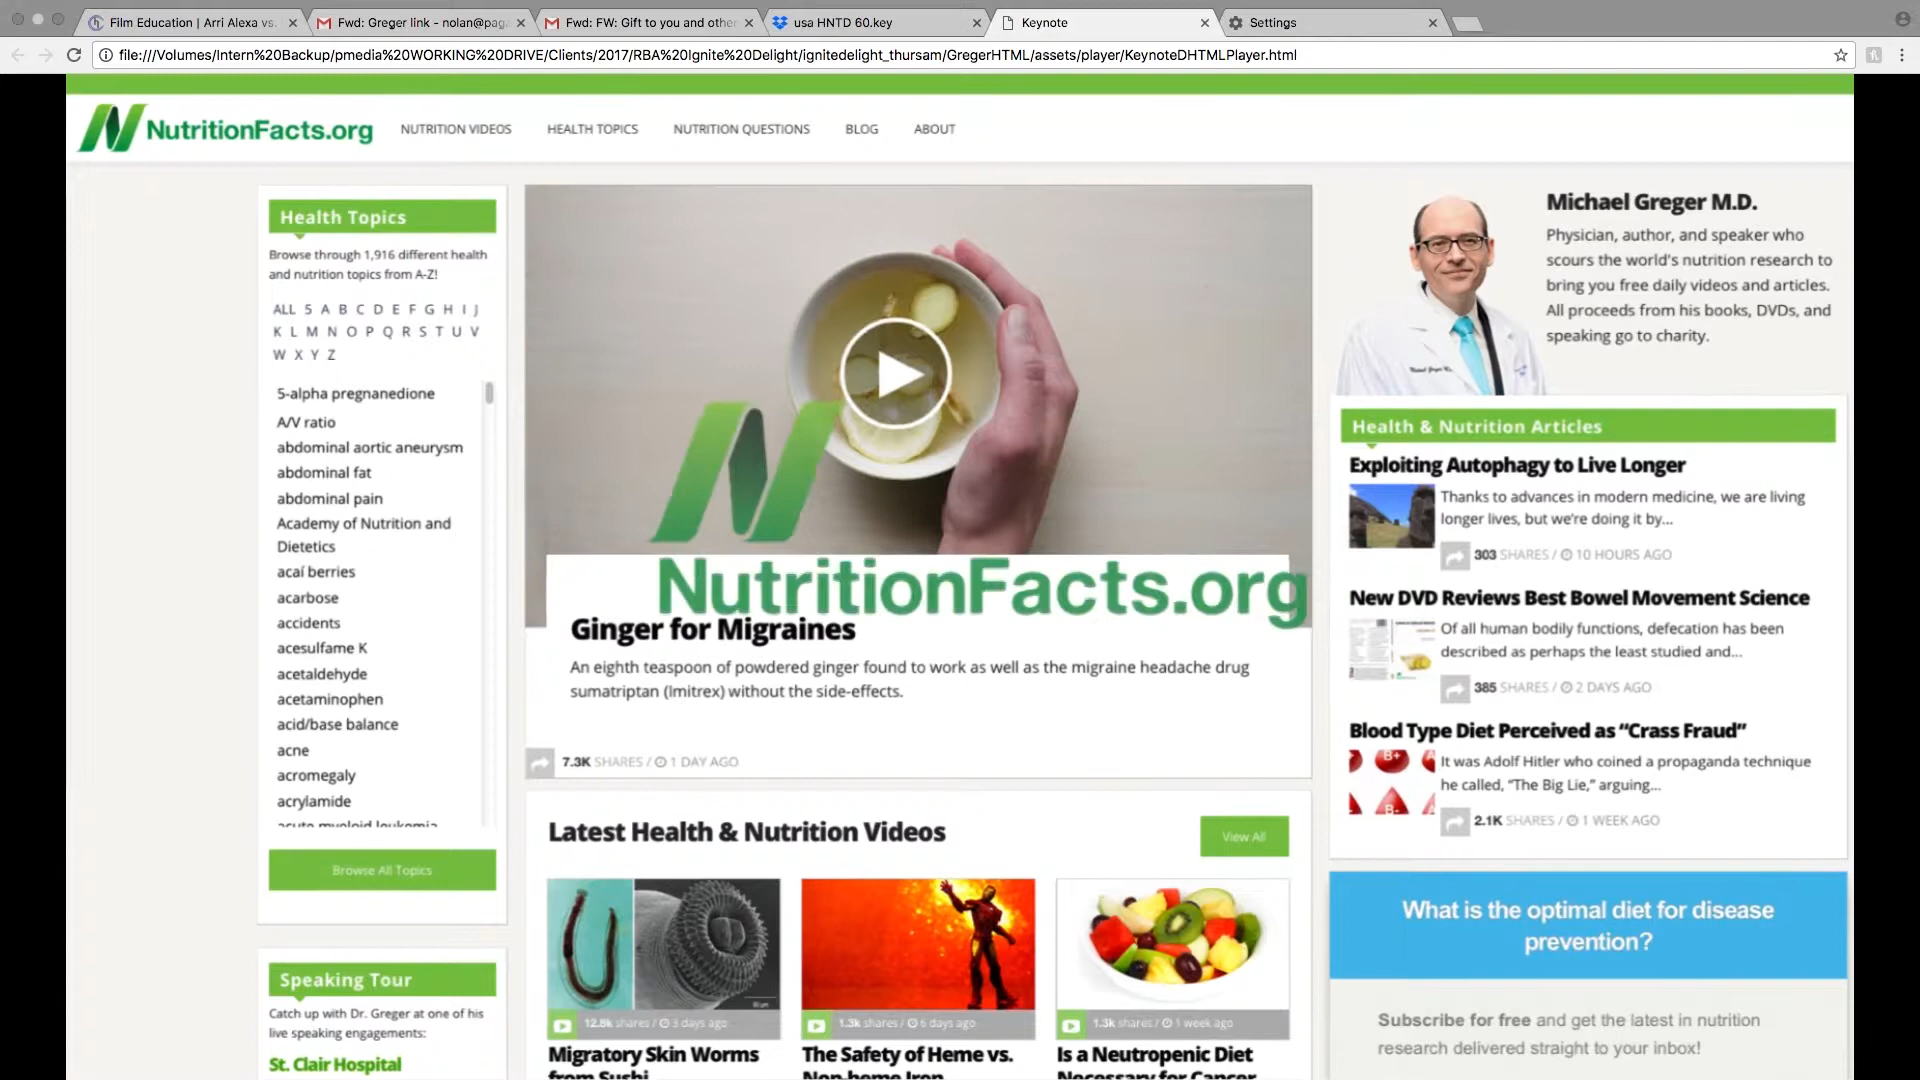 Film Education | Arri Alexa vs.
Fwd: Greger link - nolan@pag
Fwd: FW: Gift to you and othe
usa HNTD 60.key
Keynote
Settings
file:///Volumes/Intern%20Backup/pmedia%20WORKING%20DRIVE/Clients/2017/RBA%20Ignite%20Delight/ignitedelight_thursam/GregerHTML/assets/player/KeynoteDHTMLPlayer.html
NutritionFacts.org
NUTRITION VIDEOS
HEALTH TOPICS
NUTRITION QUESTIONS
BLOG
ABOUT
Health Topics
Browse through 1,916 different health
and nutrition topics from A-Z!
ALL 5 A B C D E F G H I J
K L M N O P Q R S T U V
W X Y Z
5-alpha pregnanedione
A/V ratio
abdominal aortic aneurysm
abdominal fat
abdominal pain
Academy of Nutrition and
Dietetics
acaí berries
acarbose
accidents
acesulfame K
acetaldehyde
acetaminophen
acid/base balance
acne
acromegaly
acrylamide
acute myeloid leukemia
Browse All Topics
Speaking Tour
Catch up with Dr. Greger at one of his
live speaking engagements:
St. Clair Hospital
NutritionFacts.org
Ginger for Migraines
An eighth teaspoon of powdered ginger found to work as well as the migraine headache drug
sumatriptan (Imitrex) without the side-effects.
7.3K SHARES / 1 DAY AGO
Latest Health & Nutrition Videos
View All
12.8k shares / 3 days ago
Migratory Skin Worms
from Sushi
1.3k shares / 6 days ago
The Safety of Heme vs.
Non-heme Iron
1.3k shares / 1 week ago
Is a Neutropenic Diet
Necessary for Cancer
Michael Greger M.D.
Physician, author, and speaker who
scours the world's nutrition research to
bring you free daily videos and articles.
All proceeds from his books, DVDs, and
speaking go to charity.
Health & Nutrition Articles
Exploiting Autophagy to Live Longer
Thanks to advances in modern medicine, we are living
longer lives, but we're doing it by...
303 SHARES / 10 HOURS AGO
New DVD Reviews Best Bowel Movement Science
Of all human bodily functions, defecation has been
described as perhaps the least studied and...
385 SHARES / 2 DAYS AGO
Blood Type Diet Perceived as “Crass Fraud”
B+
B-
It was Adolf Hitler who coined a propaganda technique
he called, “The Big Lie,” arguing...
2.1K SHARES / 1 WEEK AGO
What is the optimal diet for disease
prevention?
Subscribe for free and get the latest in nutrition
research delivered straight to your inbox!